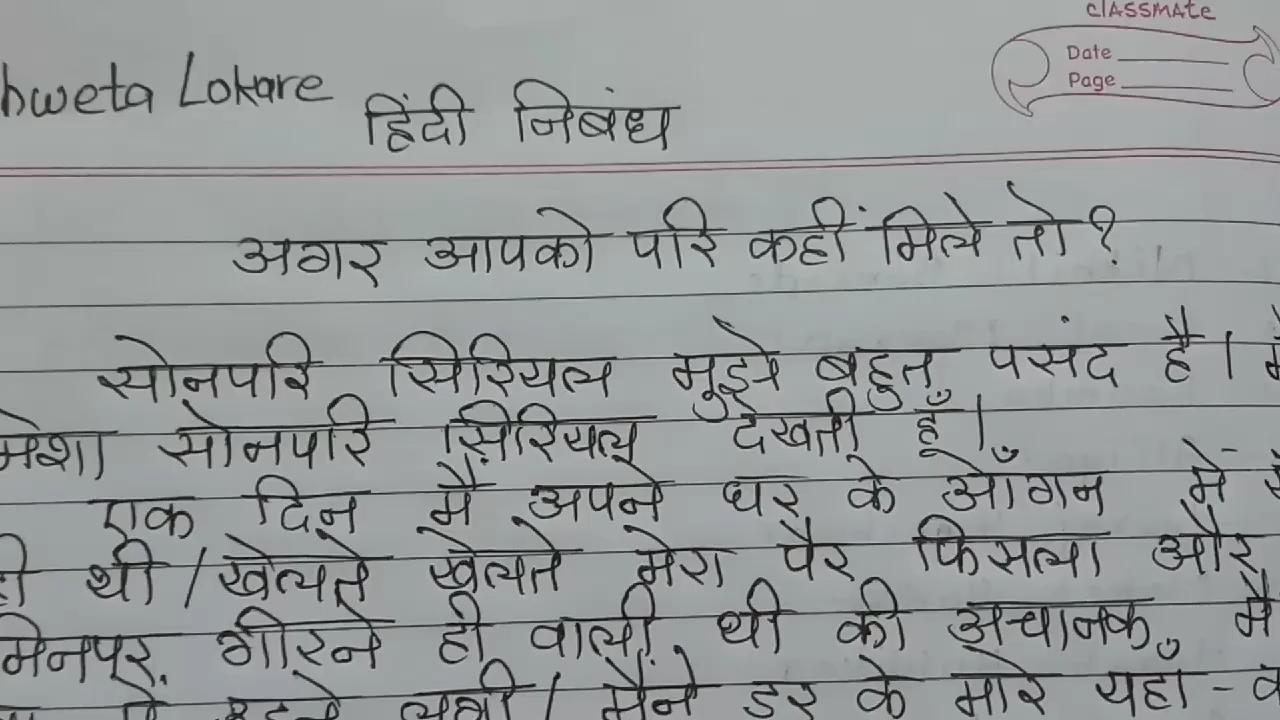 CLASSMATE
Date
Page
hweta Lokare
हिंदी निबंध
अगर आपको परि कहीं मिले तो?
सोनपरि सिरियल मुझे बहुत पसंद है। मै
मेशा सोनपरि सिरियल देखती हूँ।
एक दिन मैं अपने घर के आँगन में
ही थी। खेलते खेलते मेरा पैर फिसला और
मिनपर गीरने ही वाली थी की अचानक मै
लगी। मैंने डर के मारे यहाँ-व